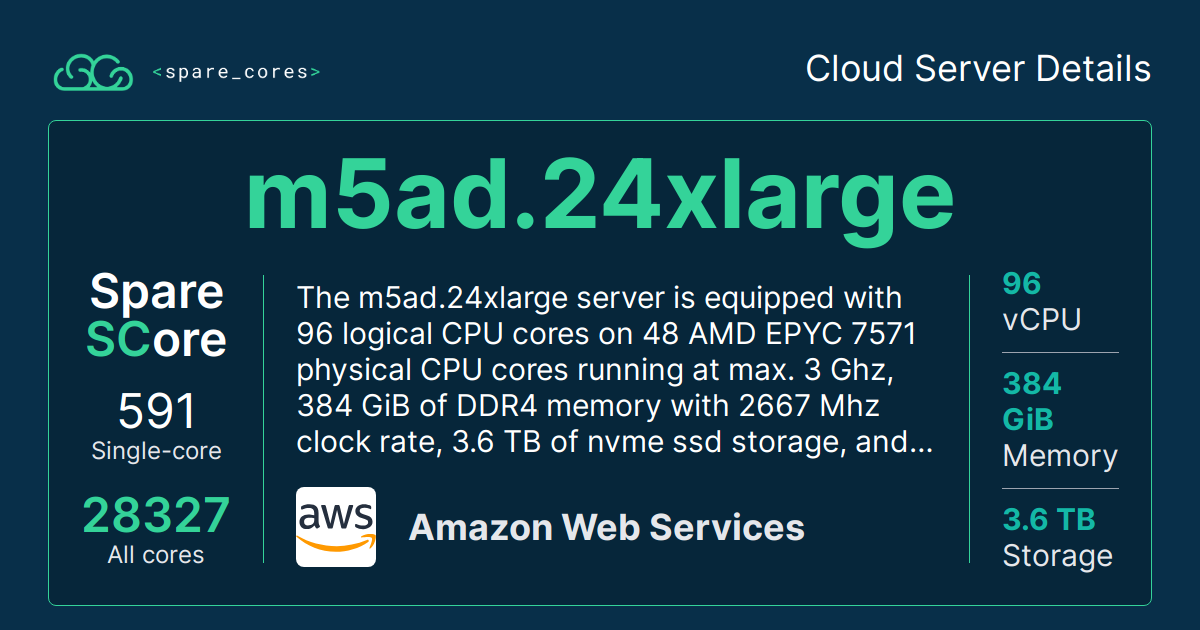 <spare_cores>
Cloud Server Details
m5ad.24xlarge
Spare
SCore
591
Single-core
28327
All cores
The m5ad.24xlarge server is equipped with
96 logical CPU cores on 48 AMD EPYC 7571
physical CPU cores running at max. 3 Ghz,
384 GiB of DDR4 memory with 2667 Mhz
clock rate, 3.6 TB of nvme ssd storage, and...
aws
Amazon Web Services
96
vCPU
384
GiB
Memory
3.6 TB
Storage